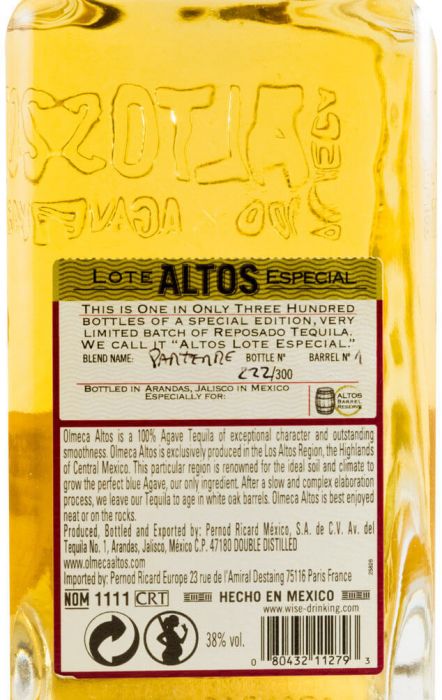 LOTE ALTOS ESPECIAL
THIS IS ONE IN ONLY THREE HUNDRED
BOTTLES OF A SPECIAL EDITION, VERY
LIMITED BATCH OF REPOSADO TEQUILA.
WE CALL IT "ALTOS LOTE ESPECIAL."
BLEND NAME: PARTERRE BOTTLE Nº BARREL Nº 1
222/300
BOTTLED IN ARANDAS, JALISCO IN MEXICO
ESPECIALLY FOR:
ALTOS
BARREL
RESERVE
Olmeca Altos is a 100% Agave Tequila of exceptional character and outstanding
smoothness. Olmeca Altos is exclusively produced in the Los Altos Region, the Highlands
of Central Mexico. This particular region is renowned for the ideal soil and climate to
grow the perfect blue Agave, our only ingredient. After a slow and complex elaboration
process, we leave our Tequila to age in white oak barrels. Olmeca Altos is best enjoyed
neat or on the rocks.
Produced, Bottled and Exported by: Pernod Ricard México, S.A. de C.V. Av. del
Tequila No. 1, Arandes, Jalisco, México C.P. 47180 DOUBLE DISTILLED
www.olmecaaltos.com
Imported by: Pernod Ricard Europe 23 rue de l'Amiral Destaing 75116 Paris France
NOM 1111 CRT HECHO EN MEXICO
www.wise-drinking.com
38% vol.
0 80432 11279 3